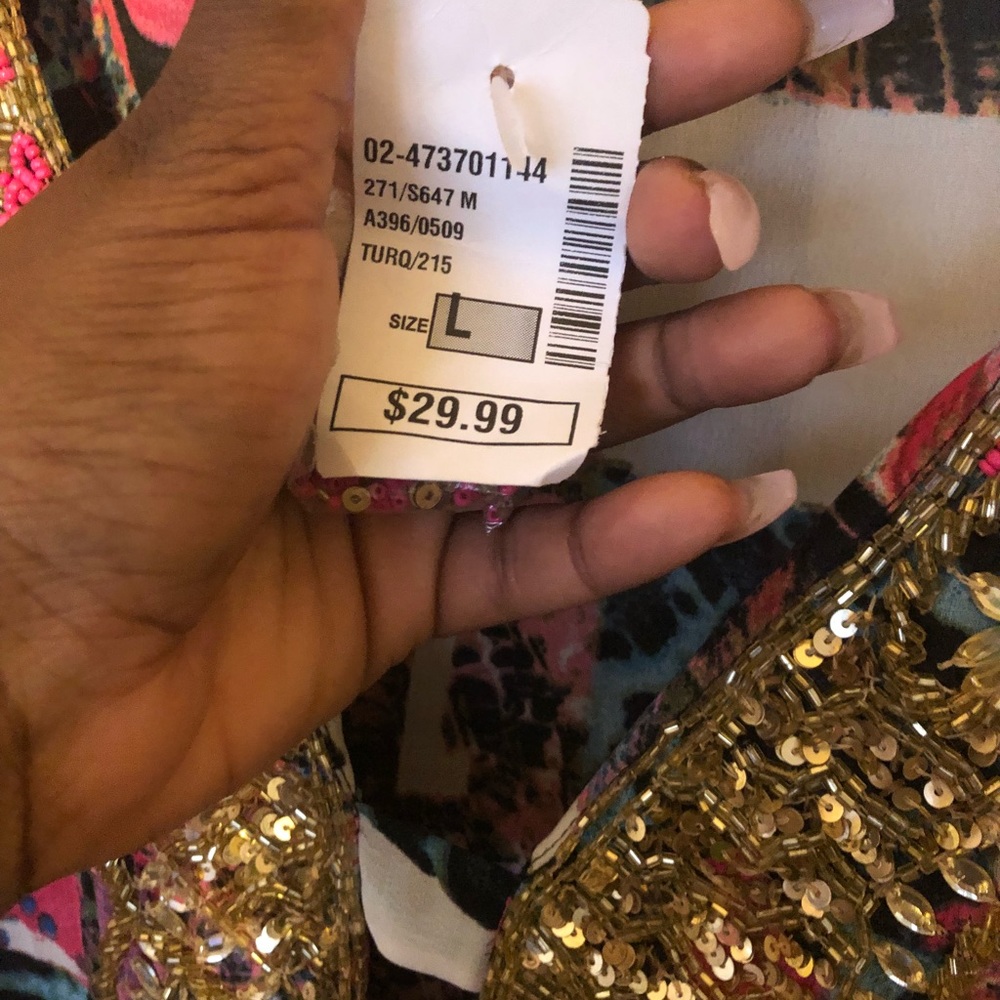 02-473701144
271/S647 M
A396/0509
TURQ/215
SIZE L
$29.99